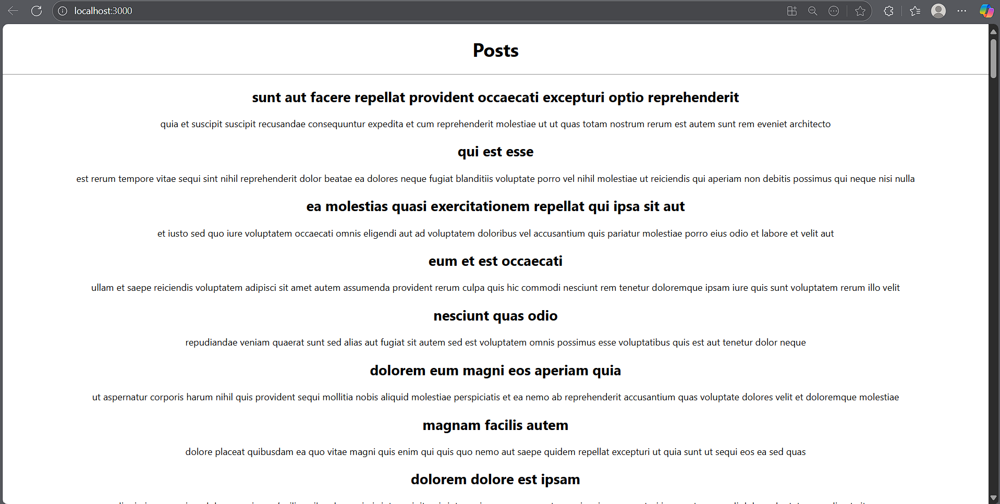 localhost:3000
Posts
sunt aut facere repellat provident occaecati excepturi optio reprehenderit
quia et suscipit suscipit recusandae consequuntur expedita et cum reprehenderit molestiae ut ut quas totam nostrum rerum est autem sunt rem eveniet architecto
qui est esse
est rerum tempore vitae sequi sint nihil reprehenderit dolor beatae ea dolores neque fugiat blanditiis voluptate porro vel nihil molestiae ut reiciendis qui aperiam non debitis possimus qui neque nisi nulla
ea molestias quasi exercitationem repellat qui ipsa sit aut
et iusto sed quo iure voluptatem occaecati omnis eligendi aut ad voluptatem doloribus vel accusantium quis pariatur molestiae porro eius odio et labore et velit aut
eum et est occaecati
ullam et saepe reiciendis voluptatem adipisci sit amet autem assumenda provident rerum culpa quis hic commodi nesciunt rem tenetur doloremque ipsam iure quis sunt voluptatem rerum illo velit
nesciunt quas odio
repudiandae veniam quaerat sunt sed alias aut fugiat sit autem sed est voluptatem omnis possimus esse voluptatibus quis est aut tenetur dolor neque
dolorem eum magni eos aperiam quia
ut aspernatur corporis harum nihil quis provident sequi mollitia nobis aliquid molestiae perspiciatis et ea nemo ab reprehenderit accusantium quas voluptate dolores velit et doloremque molestiae
magnam facilis autem
dolore placeat quibusdam ea quo vitae magni quis enim qui quis quo nemo aut saepe quidem repellat excepturi ut quia sunt ut sequi eos ea sed quas
dolorem dolore est ipsam